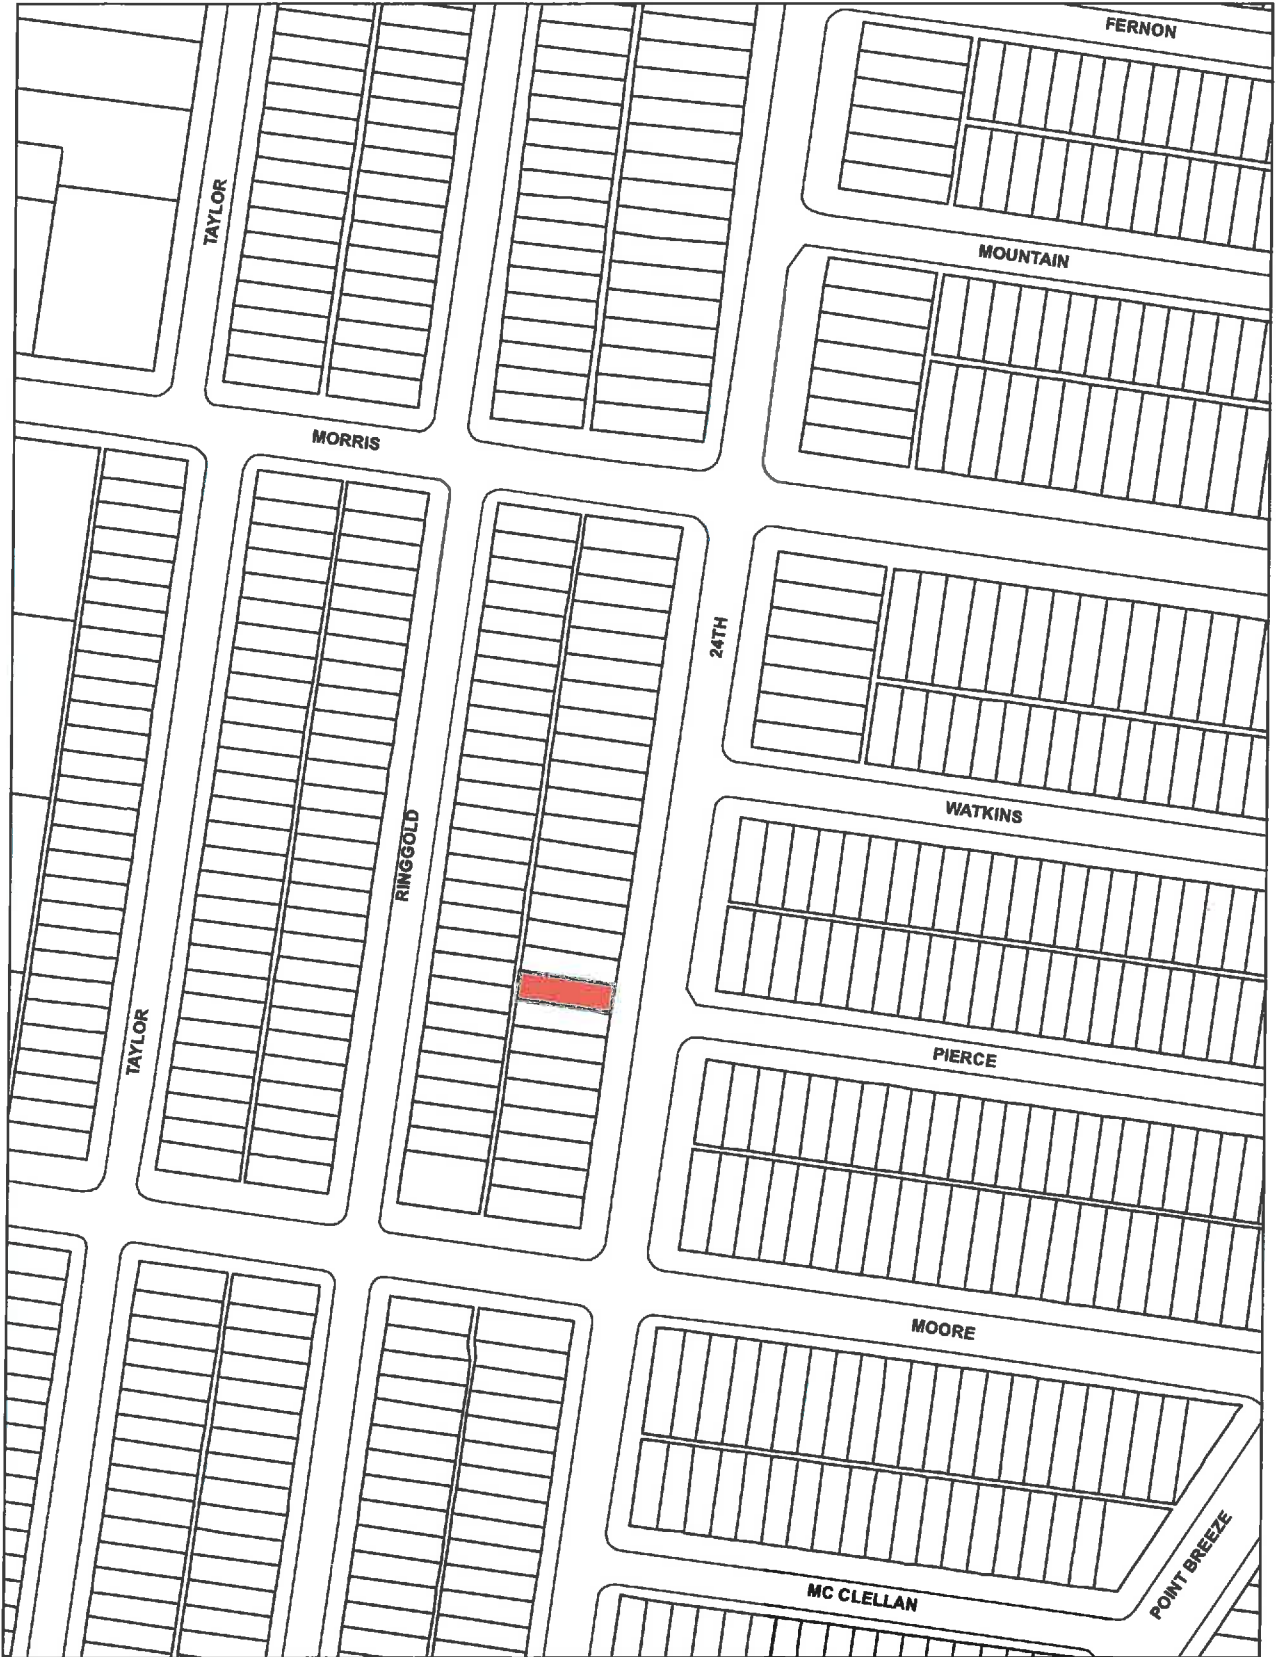 FERNON
TAYLOR
MOUNTAIN
MORRIS
24TH
WATKINS
RINGGOLD
TAYLOR
PIERCE
MOORE
POINT BREEZE
MC CLELLAN